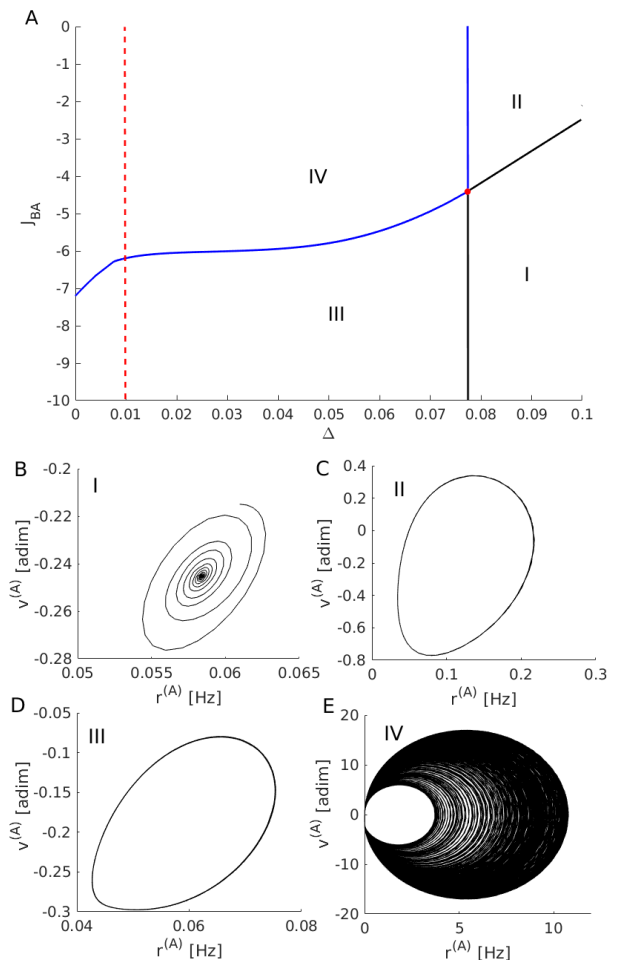 A
0
-1
-2
-3
-4
-5
-6
-7
-8
-9
-10
J_BA
II
IV
I
III
0 0.01 0.02 0.03 0.04 0.05 0.06 0.07 0.08 0.09 0.1
Δ
B
I
-0.2
-0.22
-0.24
-0.26
-0.28
v^(A) [adim]
0.05 0.055 0.06 0.065
r^(A) [Hz]
C
II
0.4
0.2
0
-0.2
-0.4
-0.6
-0.8
v^(A) [adim]
0 0.1 0.2 0.3
r^(A) [Hz]
D
III
-0.05
-0.1
-0.15
-0.2
-0.25
-0.3
v^(A) [adim]
0.04 0.06 0.08
r^(A) [Hz]
E
IV
20
10
0
-10
-20
v^(A) [adim]
0 5 10
r^(A) [Hz]